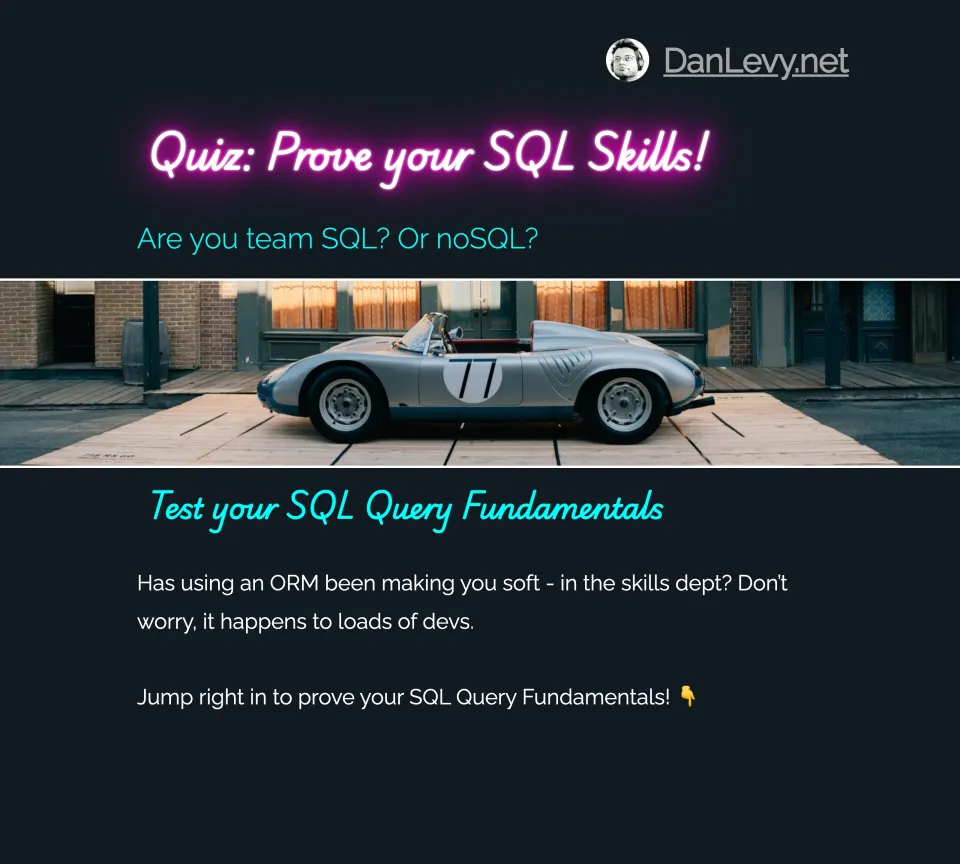 DanLevy.net
Quiz: Prove your SQL Skills!
Are you team SQL? Or noSQL?
77
Test your SQL Query Fundamentals
Has using an ORM been making you soft - in the skills dept? Don't
worry, it happens to loads of devs.
Jump right in to prove your SQL Query Fundamentals! 👇